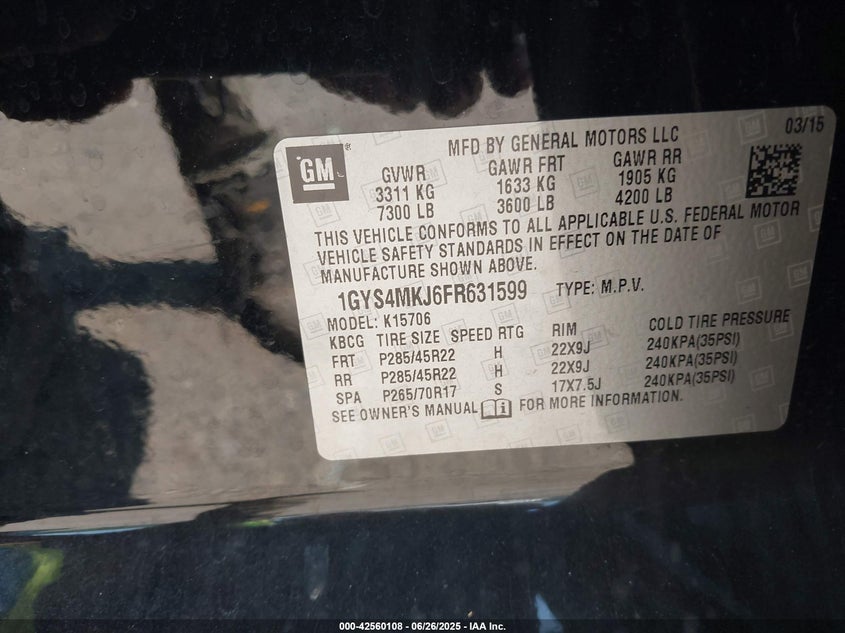 03/15
MFD BY GENERAL MOTORS LLC
GM
GVWR GAWR FRT GAWR RR
3311 KG 1633 KG 1905 KG
7300 LB 3600 LB 4200 LB
THIS VEHICLE CONFORMS TO ALL APPLICABLE U.S. FEDERAL MOTOR
VEHICLE SAFETY STANDARDS IN EFFECT ON THE DATE OF
MANUFACTURE SHOWN ABOVE.
1GYS4MKJ6FR631599 TYPE: M.P.V.
MODEL: K15706
KBCG TIRE SIZE SPEED RTG RIM COLD TIRE PRESSURE
FRT P285/45R22 H 22X9J 240KPA(35PSI)
RR P285/45R22 H 22X9J 240KPA(35PSI)
SPA P265/70R17 S 17X7.5J 240KPA(35PSI)
SEE OWNER'S MANUAL FOR MORE INFORMATION.
000-42560108 - 06/26/2025 - IAA Inc.